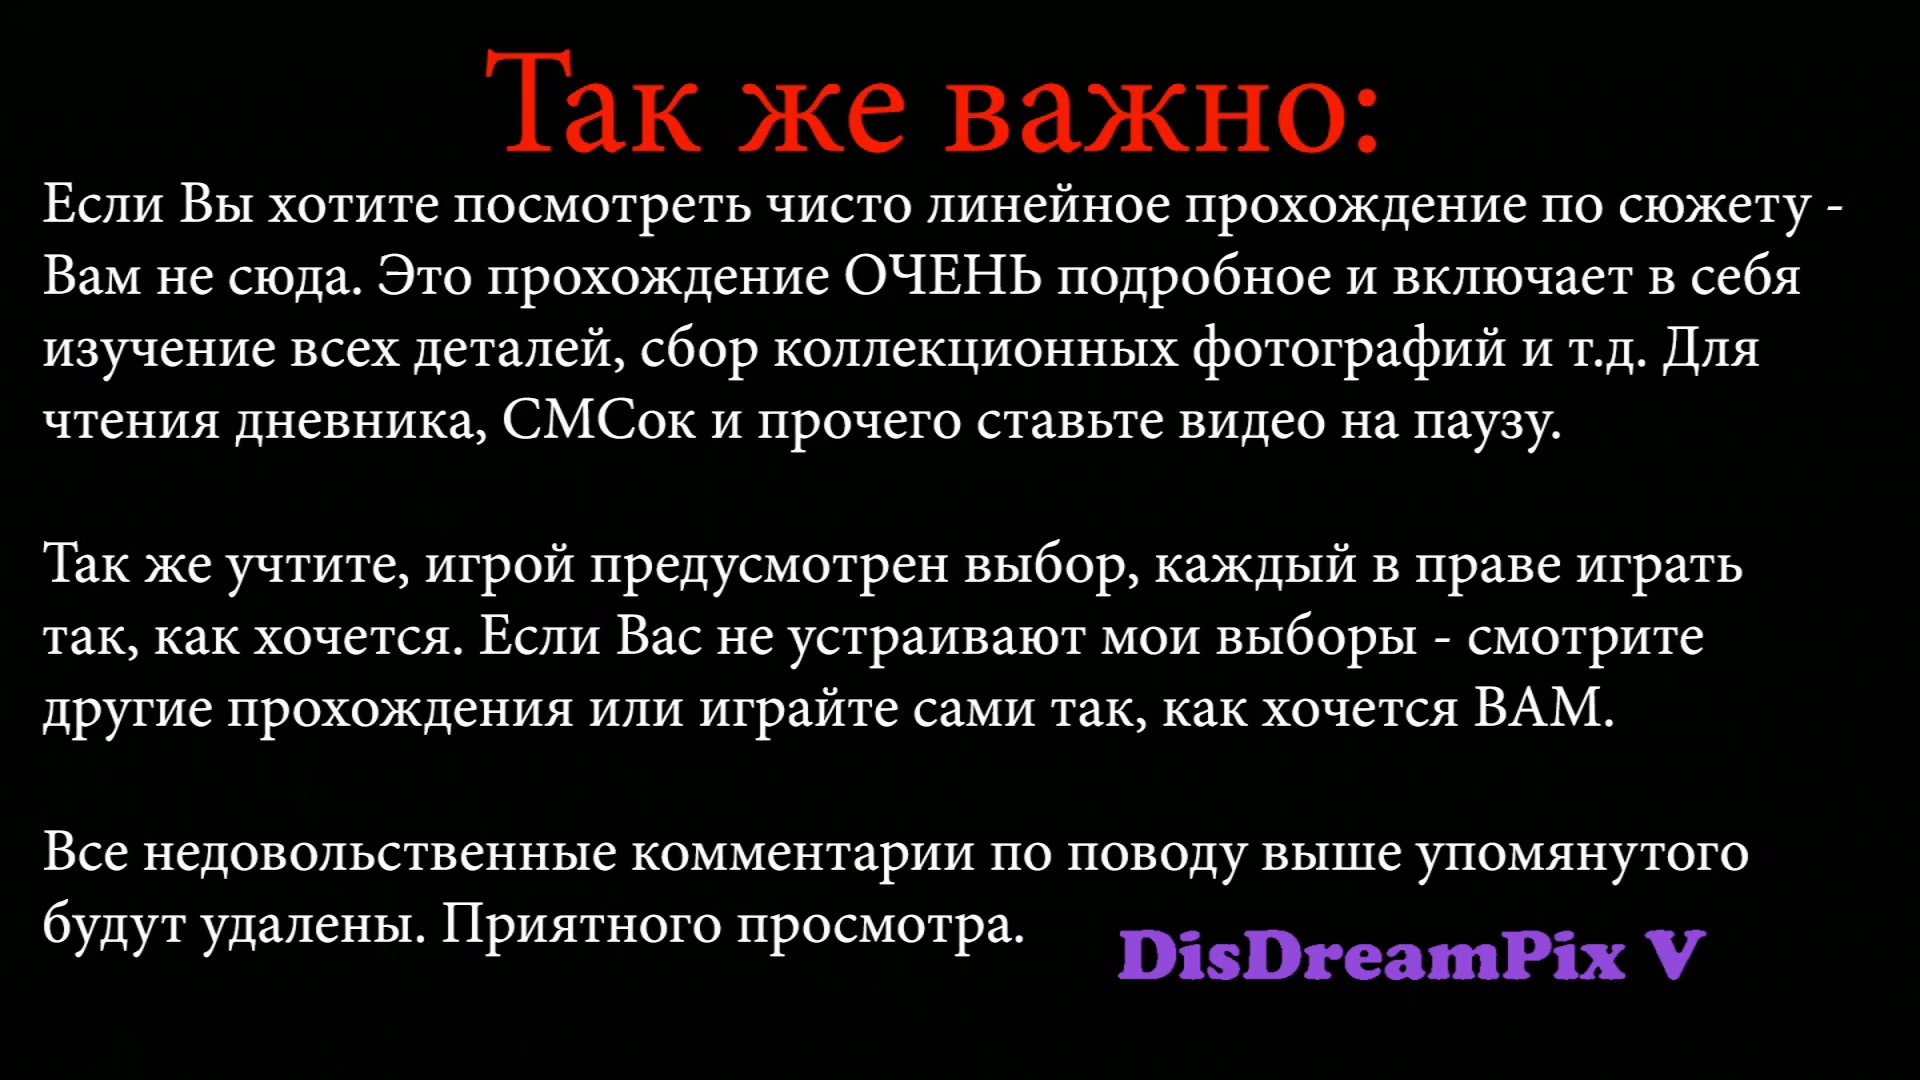 Так же важно:
Если Вы хотите посмотреть чисто линейное прохождение по сюжету -
Вам не сюда. Это прохождение ОЧЕНЬ подробное и включает в себя
изучение всех деталей, сбор коллекционных фотографий и т.д. Для
чтения дневника, СМСок и прочего ставьте видео на паузу.
Так же учтите, игрой предусмотрен выбор, каждый в праве играть
так, как хочется. Если Вас не устраивают мои выборы - смотрите
другие прохождения или играйте сами так, как хочется ВАМ.
Все недовольственные комментарии по поводу выше упомянутого
будут удалены. Приятного просмотра.
DisDreamPix V